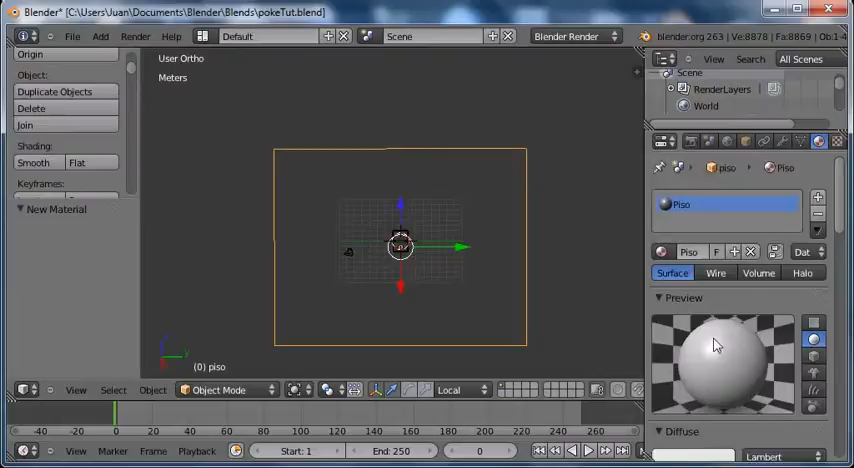 Blender* [C:\Users\Juan\Documents\Blender\Blends\pokeTut.blend]
File Add Render Help Default Scene Blender Render blender.org 263 | Ve:8878 | Fa:8869 | Ob:1-4
Origin
Object:
Duplicate Objects
Delete
Join
Shading:
Smooth Flat
Keyframes:
New Material
User Ortho
Meters
(0) piso
View Search All Scenes
Scene
RenderLayers
World
piso Piso
Piso
Piso F Dat
Surface Wire Volume Halo
Preview
Diffuse
Lambert
View Select Object Object Mode Local
-40 -20 0 20 40 60 80 100 120 140 160 180 200 220 240 260 280
View Marker Frame Playback Start: 1 End: 250 0